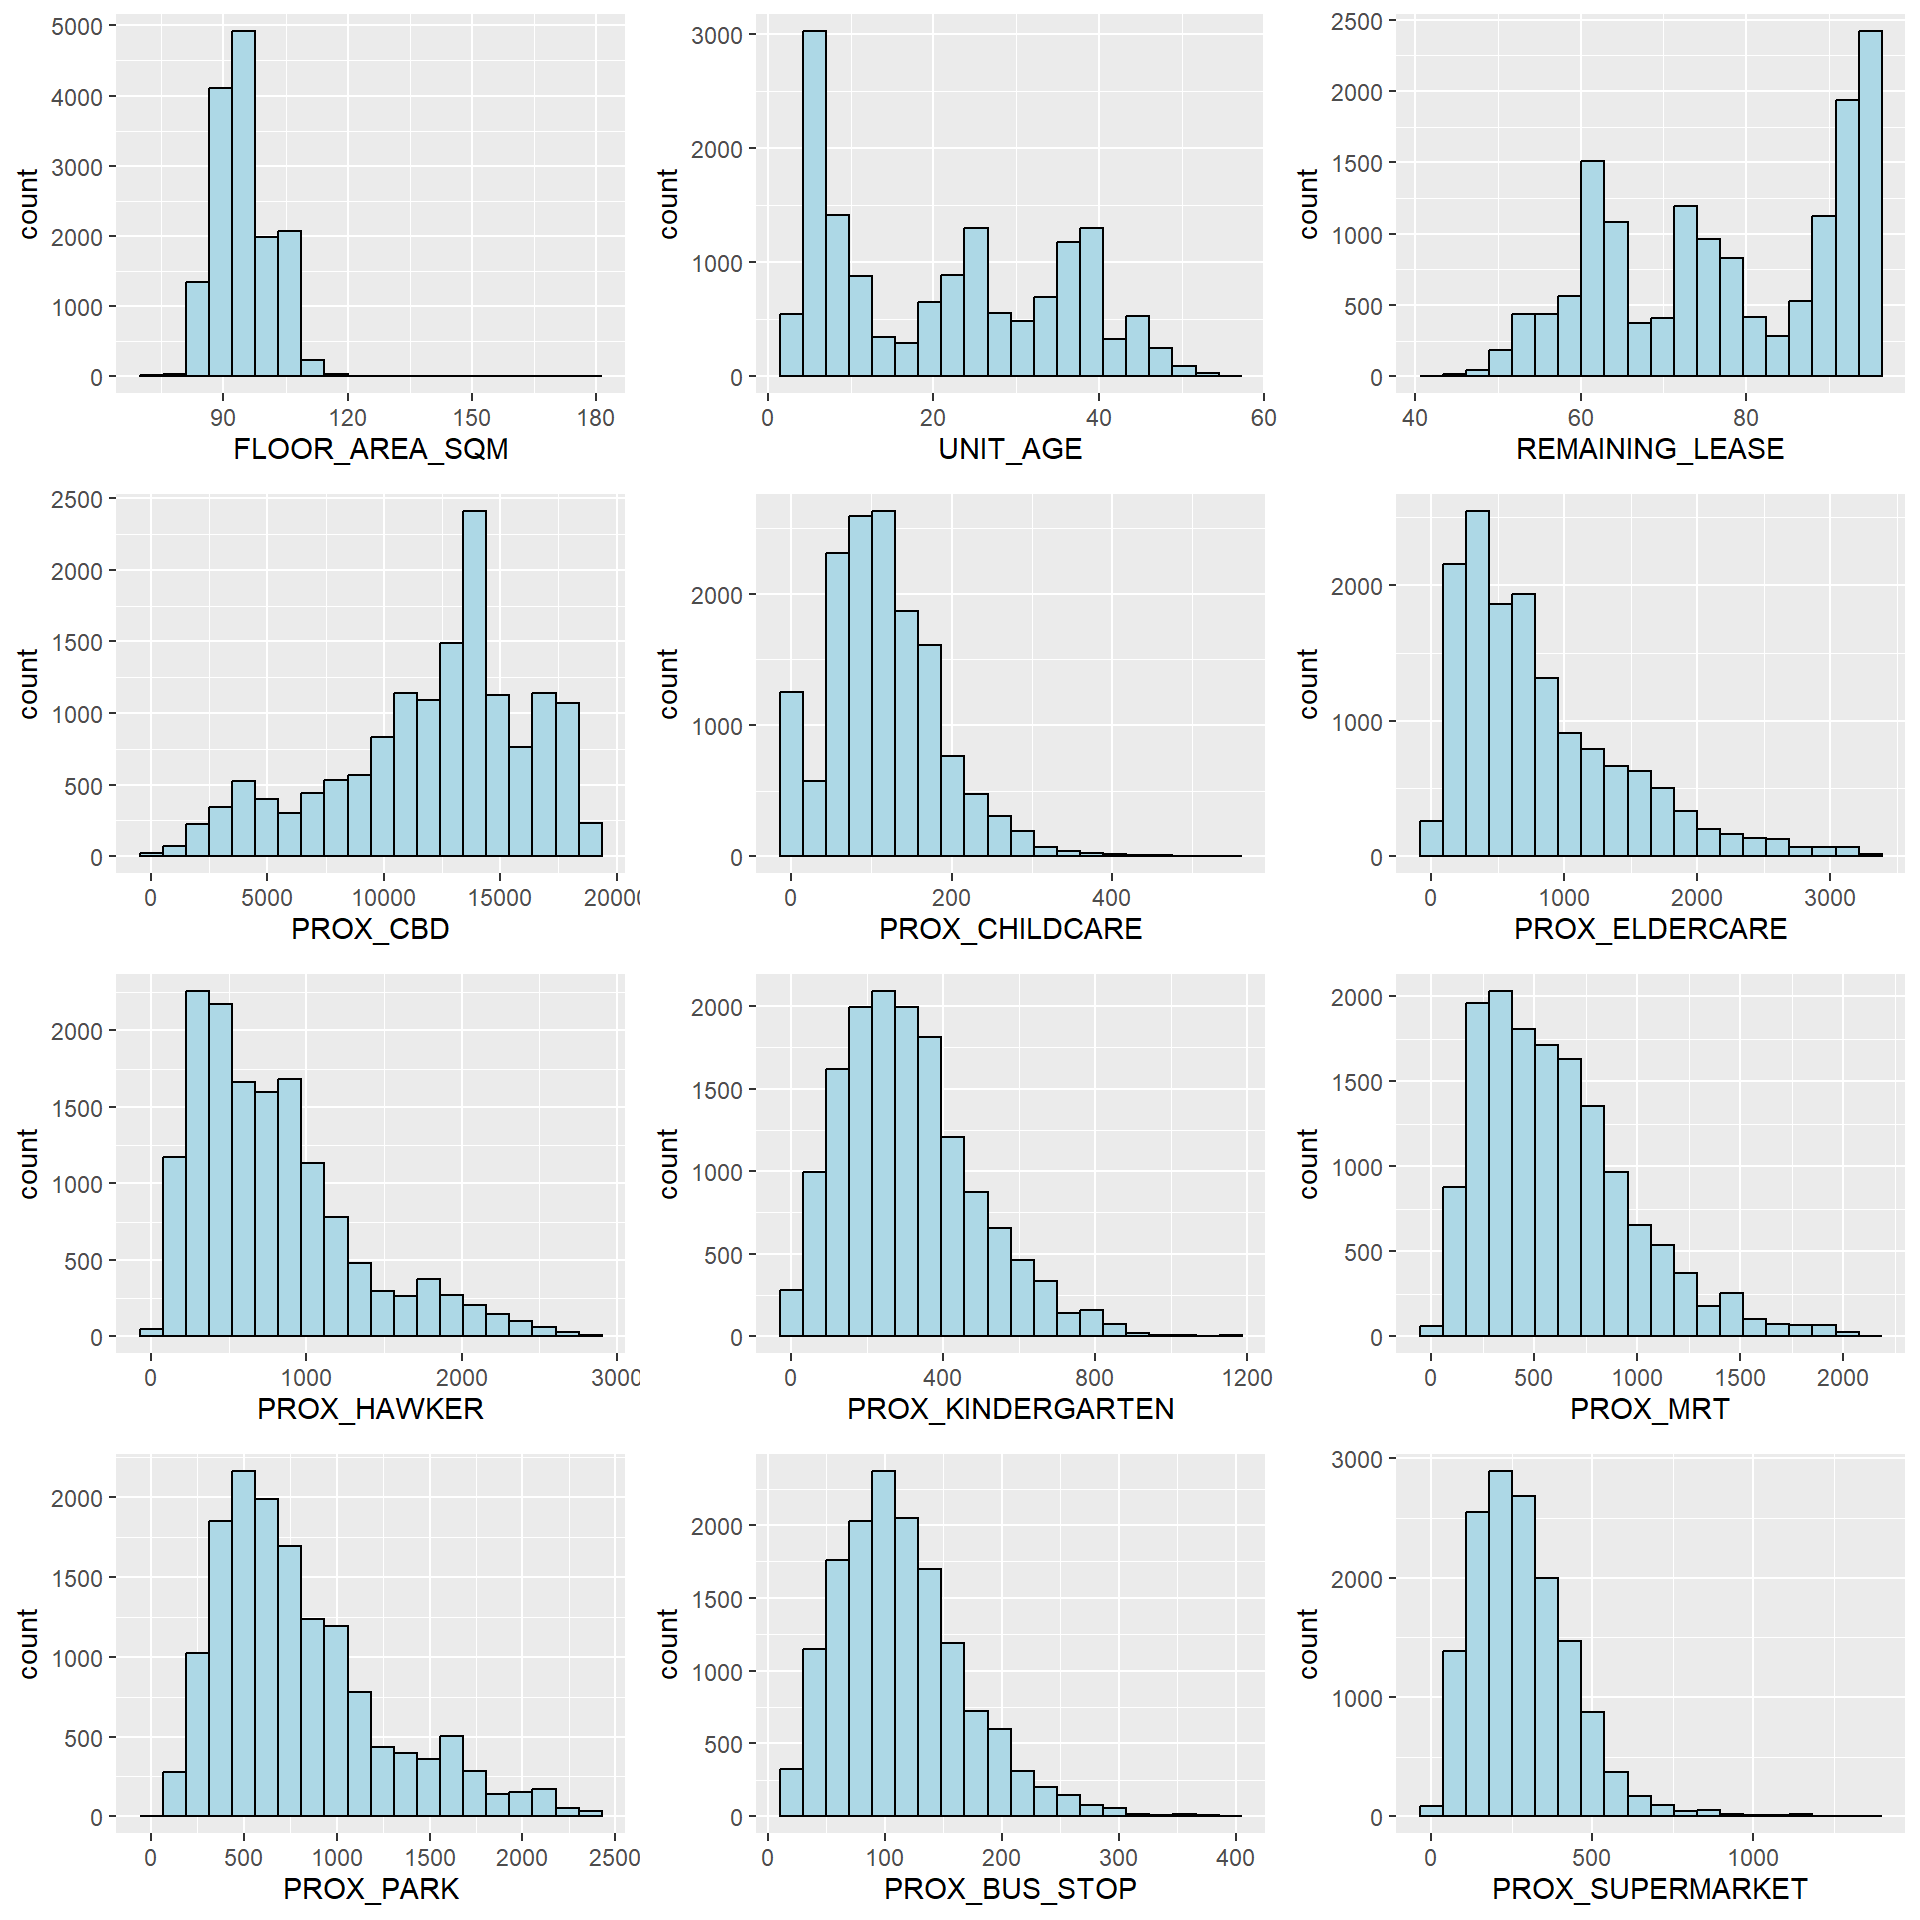 5000
4000
3000
2000
1000
0
count
90 120 150 180
FLOOR_AREA_SQM
3000
2000
1000
0
count
0 20 40 60
UNIT_AGE
2500
2000
1500
1000
500
0
count
40 60 80
REMAINING_LEASE
2500
2000
1500
1000
500
0
count
0 5000 10000 15000 2000
PROX_CBD
2000
1000
0
count
0 200 400
PROX_CHILDCARE
2000
1000
0
count
0 1000 2000 3000
PROX_ELDERCARE
2000
1500
1000
500
0
count
0 1000 2000 3000
PROX_HAWKER
2000
1500
1000
500
0
count
0 400 800 1200
PROX_KINDERGARTEN
2000
1500
1000
500
0
count
0 500 1000 1500 2000
PROX_MRT
2000
1500
1000
500
0
count
0 500 1000 1500 2000 2500
PROX_PARK
2000
1500
1000
500
0
count
0 100 200 300 400
PROX_BUS_STOP
3000
2000
1000
0
count
0 500 1000
PROX_SUPERMARKET